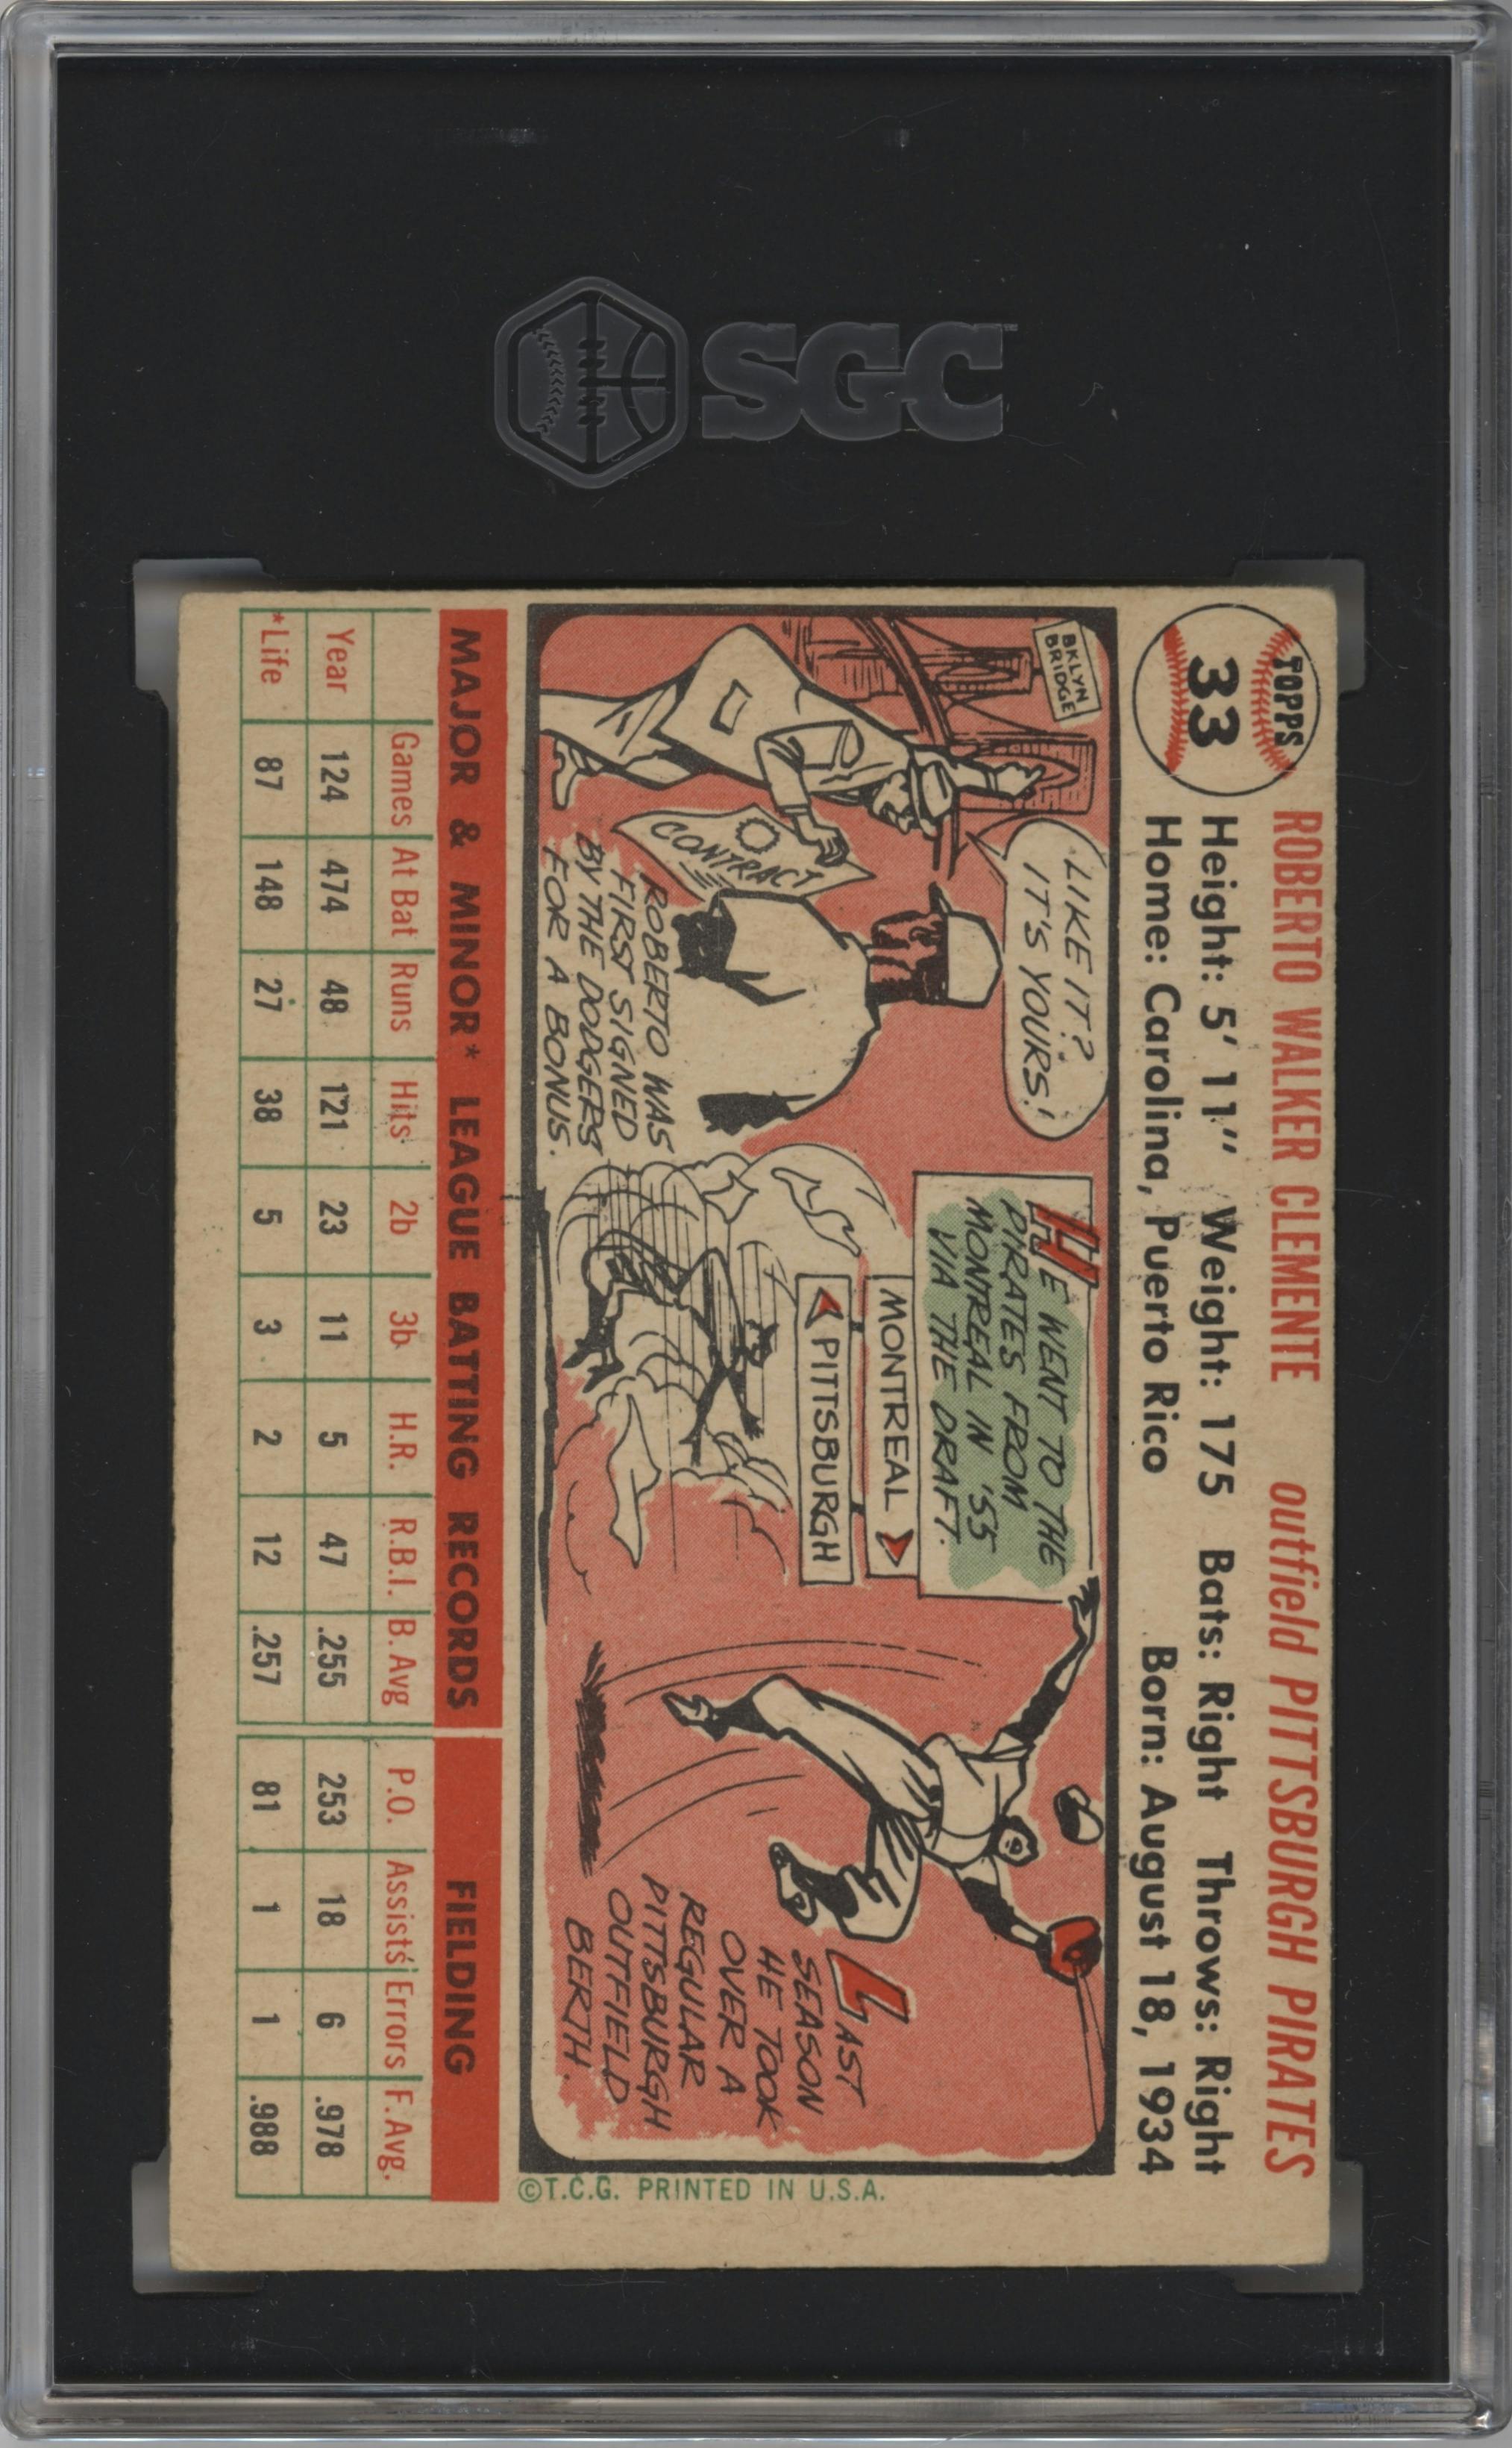 SGC
TOPPS
33
ROBERTO WALKER CLEMENTE outfield PITTSBURGH PIRATES
Height: 5' 11" Weight: 175 Bats: Right Throws: Right
Home: Carolina, Puerto Rico Born: August 18, 1934
BKLYN
BRIDGE
LIKE IT?
IT'S YOURS!
CONTRACT
ROBERTO WAS
FIRST SIGNED
BY THE DODGERS
FOR A BONUS.
HE WENT TO THE
PIRATES FROM
MONTREAL IN '55
VIA THE DRAFT.
MONTREAL
PITTSBURGH
LAST
SEASON
HE TOOK
OVER A
REGULAR
PITTSBURGH
OUTFIELD
BERTH.
©T.C.G. PRINTED IN U.S.A.
MAJOR & MINOR* LEAGUE BATTING RECORDS FIELDING
Games At Bat Runs Hits 2b 3b H.R. R.B.I. B. Avg P.O. Assists Errors F. Avg.
Year 124 474 48 121 23 11 5 47 .255 253 18 6 .978
*Life 87 148 27 38 5 3 2 12 .257 81 1 1 .988